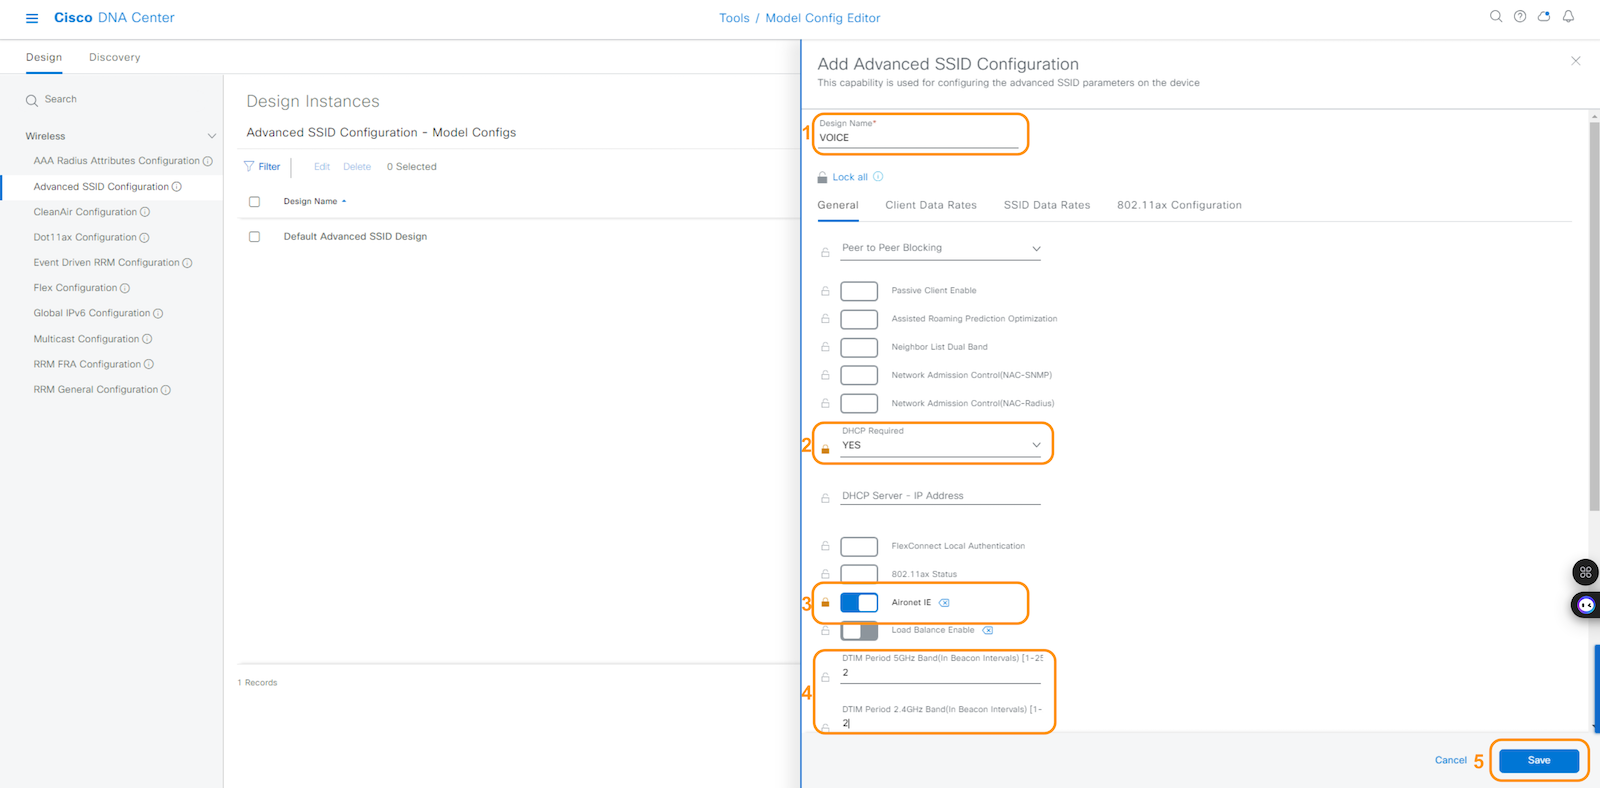 Cisco DNA Center
Tools / Model Config Editor
Design
Discovery
Search
Wireless
AAA Radius Attributes Configuration
Advanced SSID Configuration
CleanAir Configuration
Dot11ax Configuration
Event Driven RRM Configuration
Flex Configuration
Global IPv6 Configuration
Multicast Configuration
RRM FRA Configuration
RRM General Configuration
Design Instances
Advanced SSID Configuration - Model Configs
Filter
Edit
Delete
0 Selected
Design Name
Default Advanced SSID Design
1 Records
Add Advanced SSID Configuration
This capability is used for configuring the advanced SSID parameters on the device
1
Design Name*
VOICE
Lock all
General
Client Data Rates
SSID Data Rates
802.11ax Configuration
Peer to Peer Blocking
Passive Client Enable
Assisted Roaming Prediction Optimization
Neighbor List Dual Band
Network Admission Control(NAC-SNMP)
Network Admission Control(NAC-Radius)
2
DHCP Required
YES
DHCP Server - IP Address
FlexConnect Local Authentication
802.11ax Status
3
Aironet IE
Load Balance Enable
4
DTIM Period 5GHz Band(In Beacon Intervals) [1-25
2
DTIM Period 2.4GHz Band(In Beacon Intervals) [1-
2
Cancel
5
Save